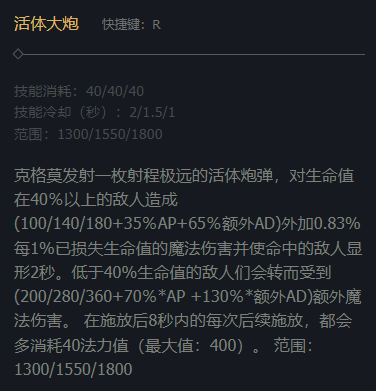 活体大炮 快捷键：R
技能消耗：40/40/40
技能冷却（秒）：2/1.5/1
范围：1300/1550/1800
克格莫发射一枚射程极远的活体炮弹，对生命值
在40%以上的敌人造成
(100/140/180+35%AP+65%额外AD)外加0.83%
每1%已损失生命值的魔法伤害并使命中的敌人显
形2秒。低于40%生命值的敌人们会转而受到
(200/280/360+70%*AP +130%*额外AD)额外魔
法伤害。 在施放后8秒内的每次后续施放，都会
多消耗40法力值（最大值：400）。 范围：
1300/1550/1800